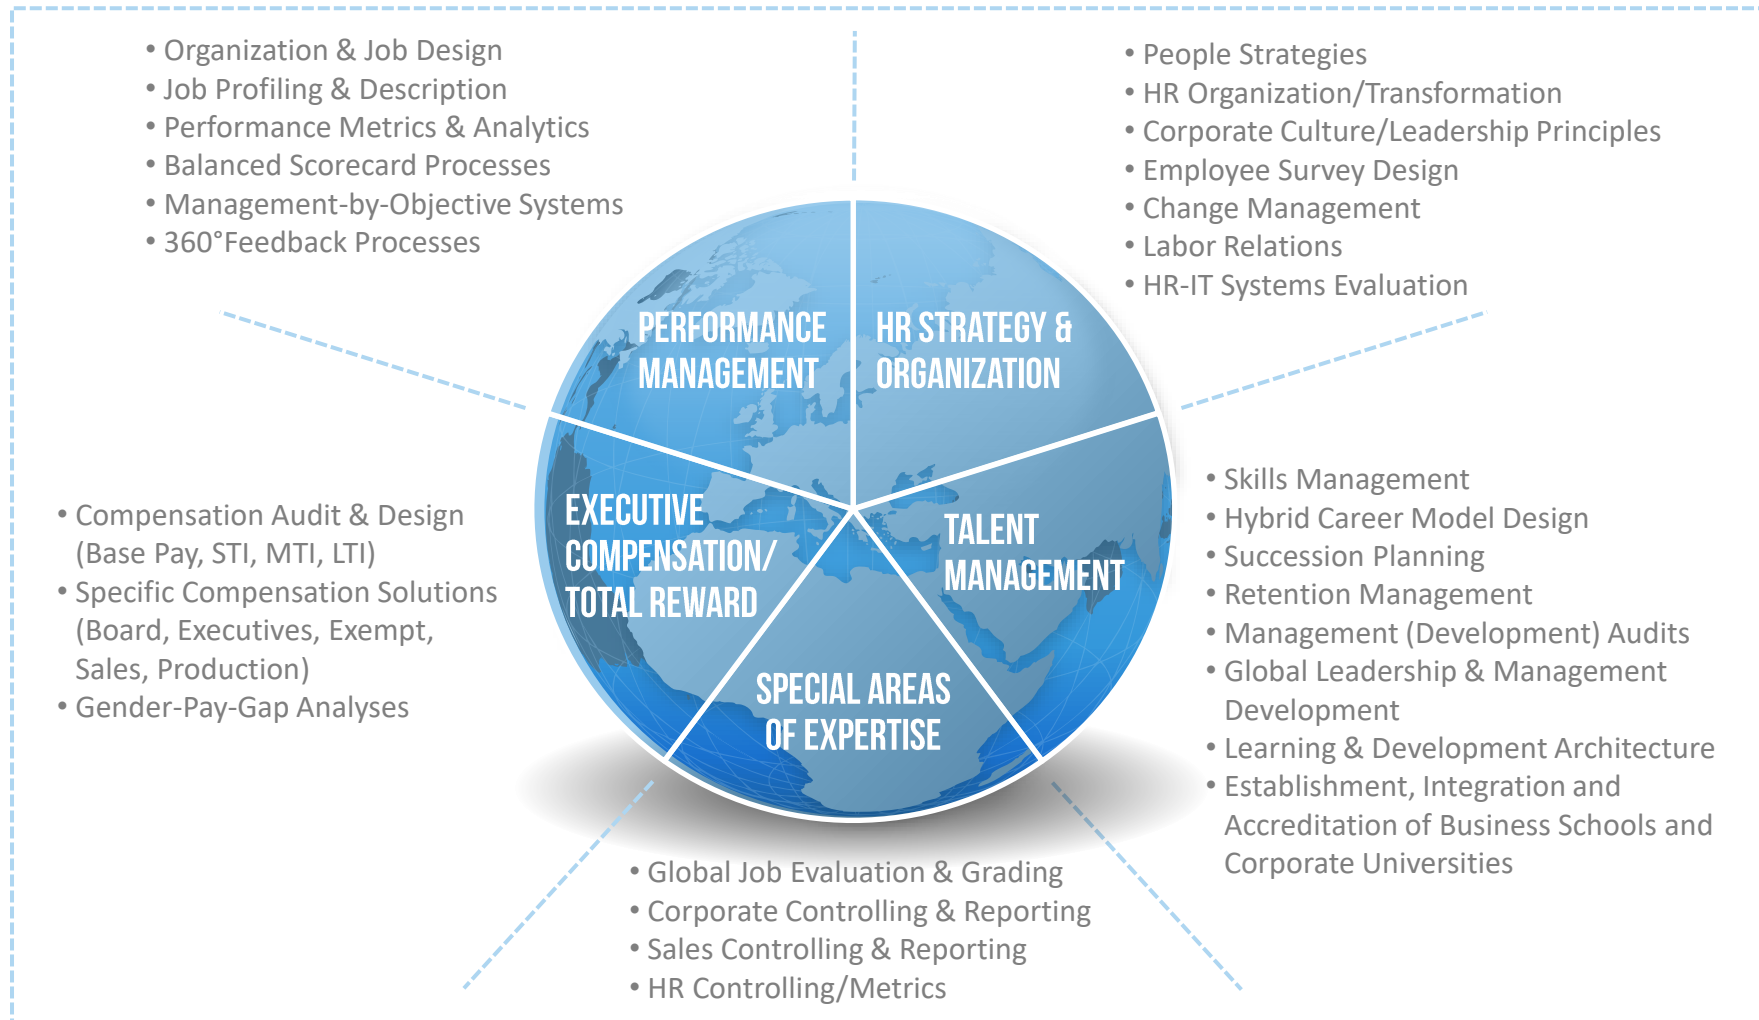 • Organization & Job Design
• Job Profiling & Description
• Performance Metrics & Analytics
• Balanced Scorecard Processes
• Management-by-Objective Systems
• 360°Feedback Processes
• People Strategies
• HR Organization/Transformation
• Corporate Culture/Leadership Principles
• Employee Survey Design
• Change Management
• Labor Relations
• HR-IT Systems Evaluation
PERFORMANCE
MANAGEMENT
HR STRATEGY &
ORGANIZATION
EXECUTIVE
COMPENSATION/
TOTAL REWARD
TALENT
MANAGEMENT
SPECIAL AREAS
OF EXPERTISE
• Compensation Audit & Design
(Base Pay, STI, MTI, LTI)
• Specific Compensation Solutions
(Board, Executives, Exempt,
Sales, Production)
• Gender-Pay-Gap Analyses
• Skills Management
• Hybrid Career Model Design
• Succession Planning
• Retention Management
• Management (Development) Audits
• Global Leadership & Management
Development
• Learning & Development Architecture
• Establishment, Integration and
Accreditation of Business Schools and
Corporate Universities
• Global Job Evaluation & Grading
• Corporate Controlling & Reporting
• Sales Controlling & Reporting
• HR Controlling/Metrics